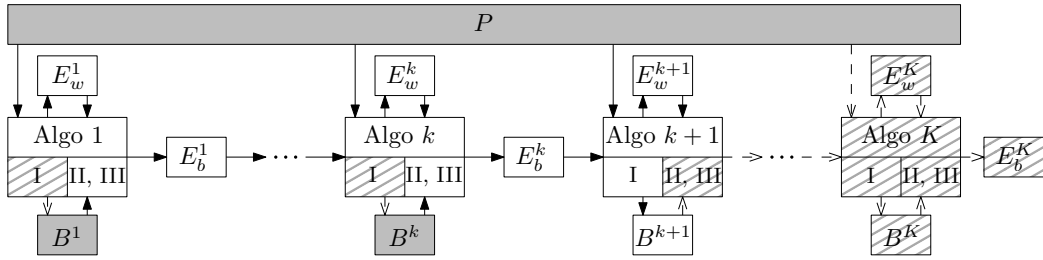 P
E_w^1 E_w^k E_w^{k+1} E_w^K
Algo 1 Algo k Algo k + 1 Algo K
E_b^1 ··· E_b^k ··· E_b^K
I II, III I II, III I II, III I II, III
B^1 B^k B^{k+1} B^K